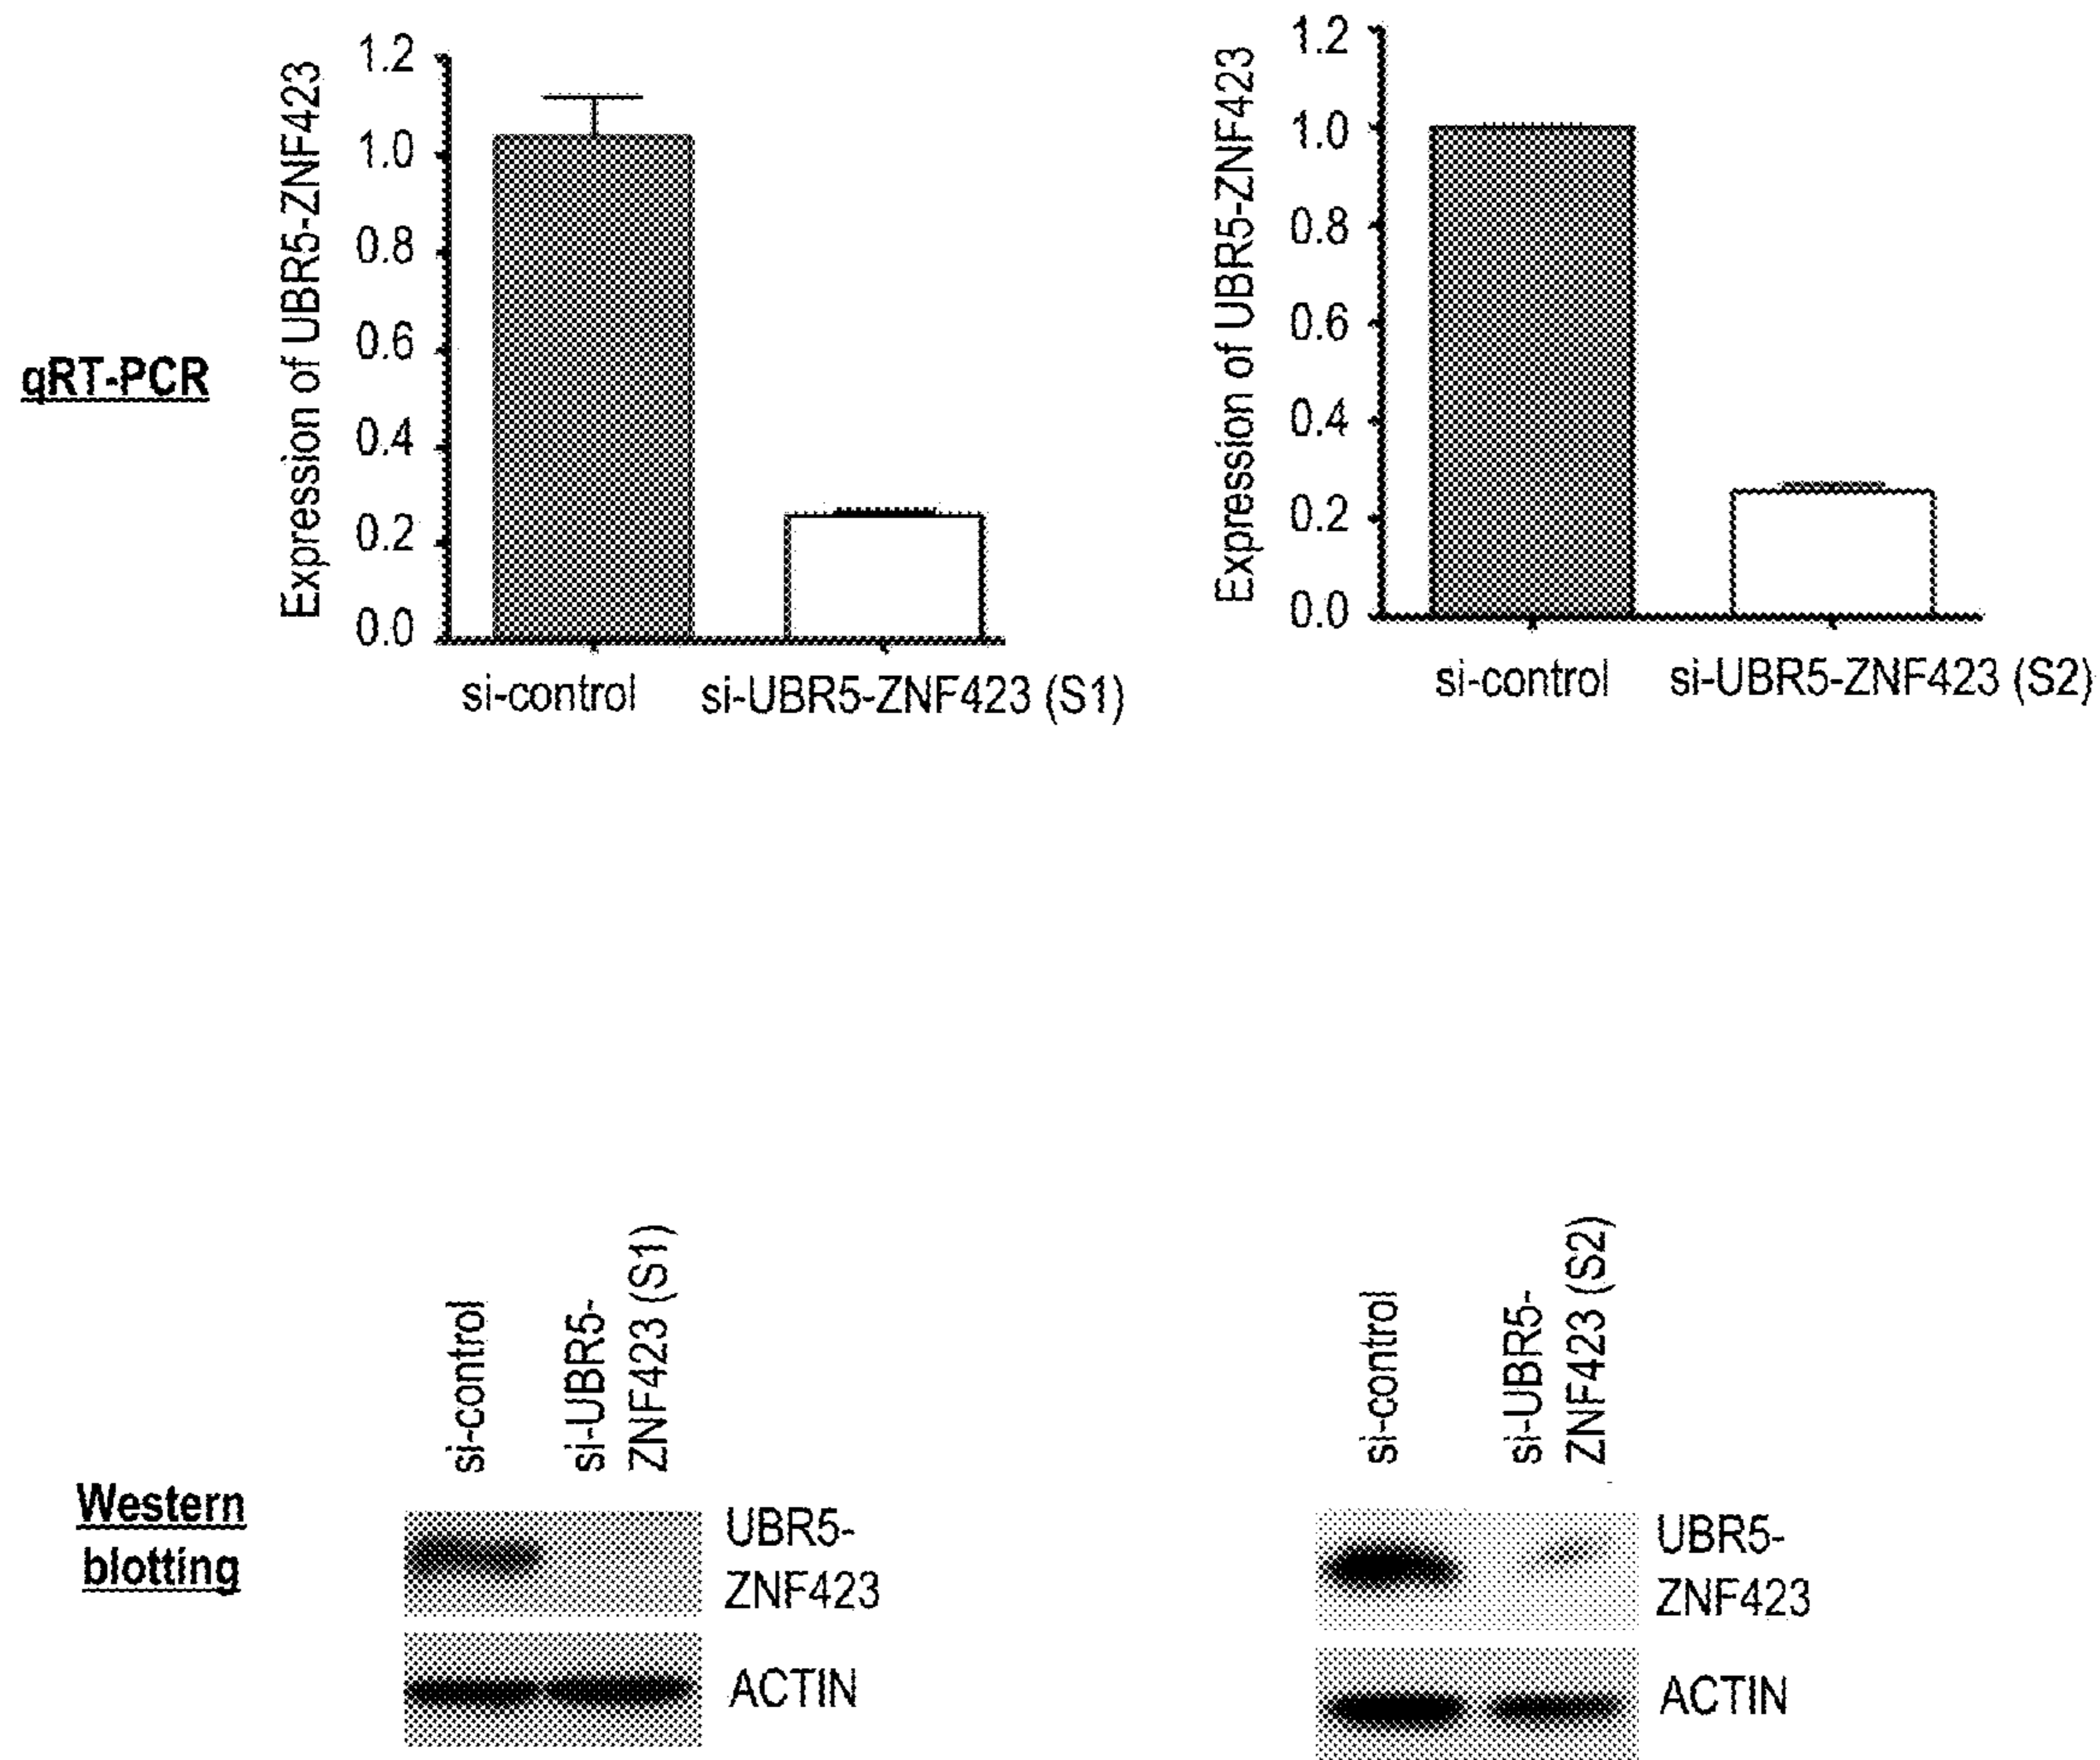 qRT-PCR
Expression of UBR5-ZNF423
1.2
1.0
0.8
0.6
0.4
0.2
0.0
si-control
si-UBR5-ZNF423 (S1)
Expression of UBR5-ZNF423
1.2
1.0
0.8
0.6
0.4
0.2
0.0
si-control
si-UBR5-ZNF423 (S2)
Western
blotting
si-control
si-UBR5-
ZNF423 (S1)
UBR5-
ZNF423
ACTIN
si-control
si-UBR5-
ZNF423 (S2)
UBR5-
ZNF423
ACTIN